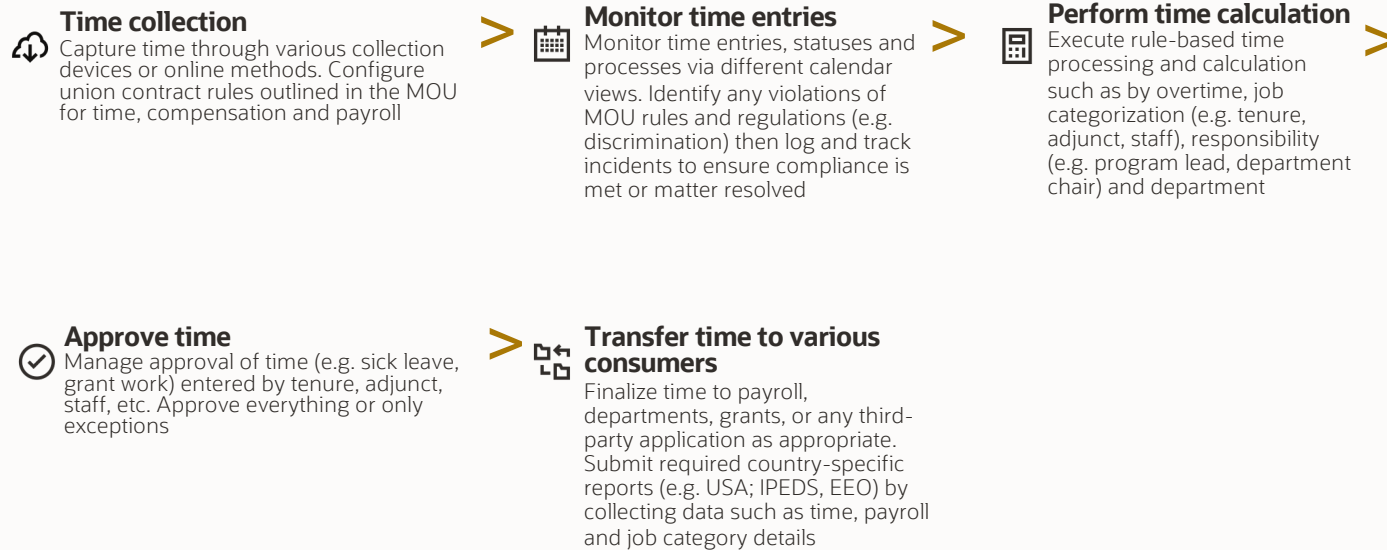 Time collection
Capture time through various collection
devices or online methods. Configure
union contract rules outlined in the MOU
for time, compensation and payroll
>
Monitor time entries
Monitor time entries, statuses and
processes via different calendar
views. Identify any violations of
MOU rules and regulations (e.g.
discrimination) then log and track
incidents to ensure compliance is
met or matter resolved
>
Perform time calculation
Execute rule-based time
processing and calculation
such as by overtime, job
categorization (e.g. tenure,
adjunct, staff), responsibility
(e.g. program lead, department
chair) and department
>
Approve time
Manage approval of time (e.g. sick leave,
grant work) entered by tenure, adjunct,
staff, etc. Approve everything or only
exceptions
>
Transfer time to various
consumers
Finalize time to payroll,
departments, grants, or any third-
party application as appropriate.
Submit required country-specific
reports (e.g. USA; IPEDS, EEO) by
collecting data such as time, payroll
and job category details